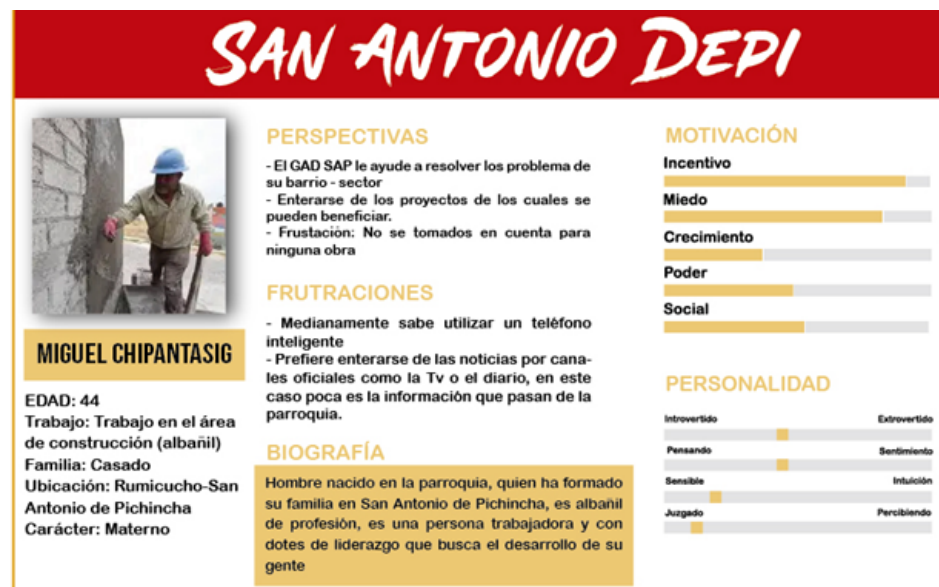 SAN ANTONIO DEPI
MIGUEL CHIPANTASIG
EDAD: 44
Trabajo: Trabajo en el área
de construcción (albañil)
Familia: Casado
Ubicación: Rumicucho-San
Antonio de Pichincha
Carácter: Materno
PERSPECTIVAS
- El GAD SAP le ayude a resolver los problema de
su barrio - sector
- Enterarse de los proyectos de los cuales se
pueden beneficiar.
- Frustación: No se tomados en cuenta para
ninguna obra
FRUTRACIONES
- Medianamente sabe utilizar un teléfono
inteligente
- Prefiere enterarse de las noticias por cana-
les oficiales como la Tv o el diario, en este
caso poca es la información que pasan de la
parroquia.
BIOGRAFÍA
Hombre nacido en la parroquia, quien ha formado
su familia en San Antonio de Pichincha, es albañil
de profesión, es una persona trabajadora y con
dotes de liderazgo que busca el desarrollo de su
gente
MOTIVACIÓN
Incentivo
Miedo
Crecimiento
Poder
Social
PERSONALIDAD
Introvertido Extrovertido
Pensando Sentimiento
Sensible Intuición
Juzgado Percibiendo